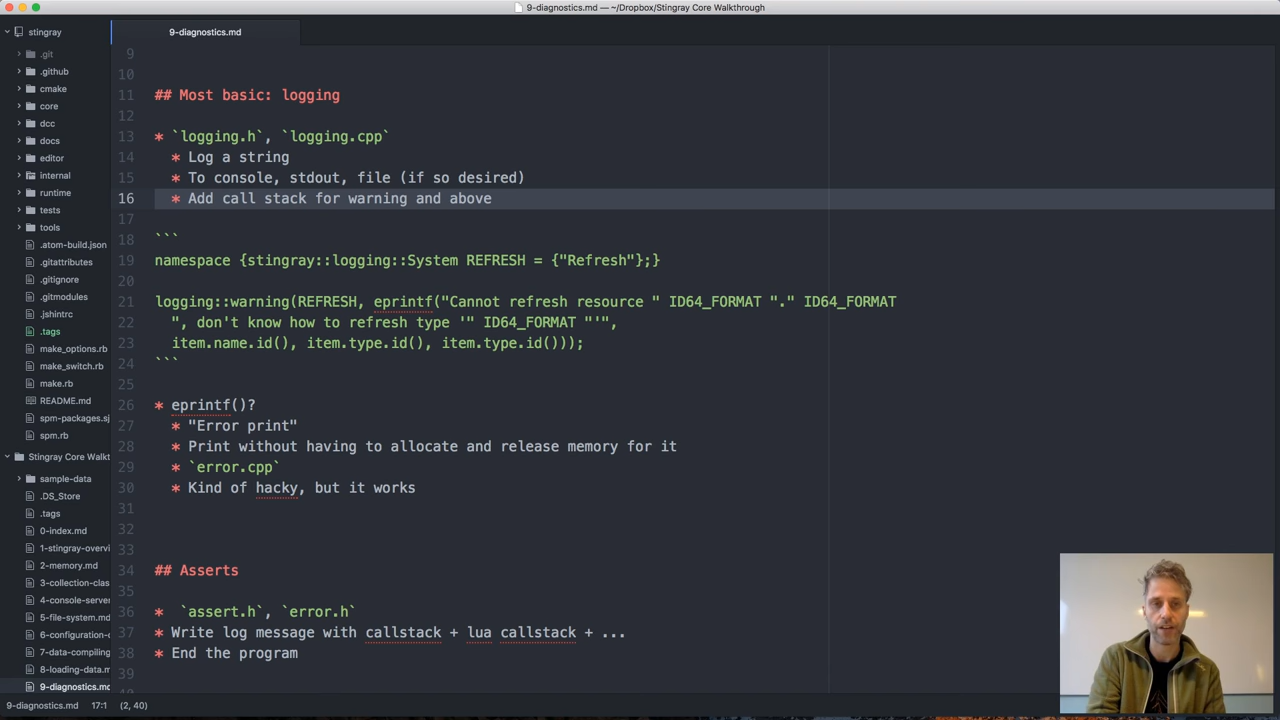 9-diagnostics.md — ~/Dropbox/Stingray Core Walkthrough
stingray
.git
.github
cmake
core
dcc
docs
editor
internal
runtime
tests
tools
.atom-build.json
.gitattributes
.gitignore
.gitmodules
.jshintrc
.tags
make_options.rb
make_switch.rb
make.rb
README.md
spm-packages.sj
spm.rb
Stingray Core Walkt
sample-data
.DS_Store
.tags
0-index.md
1-stingray-overvi
2-memory.md
3-collection-clas
4-console-server
5-file-system.md
6-configuration-c
7-data-compiling
8-loading-data.m
9-diagnostics.md
9-diagnostics.md
9
10
11 ## Most basic: logging
12
13 * `logging.h`, `logging.cpp`
14 * Log a string
15 * To console, stdout, file (if so desired)
16 * Add call stack for warning and above
17
18 ```
19 namespace {stingray::logging::System REFRESH = {"Refresh"};}
20
21 logging::warning(REFRESH, eprintf("Cannot refresh resource " ID64_FORMAT "." ID64_FORMAT
22 ", don't know how to refresh type '" ID64_FORMAT "'",
23 item.name.id(), item.type.id(), item.type.id()));
24 ```
25
26 * eprintf()?
27 * "Error print"
28 * Print without having to allocate and release memory for it
29 * `error.cpp`
30 * Kind of hacky, but it works
31
32
33
34 ## Asserts
35
36 * `assert.h`, `error.h`
37 * Write log message with callstack + lua callstack + ...
38 * End the program
39
9-diagnostics.md 17:1 (2, 40)